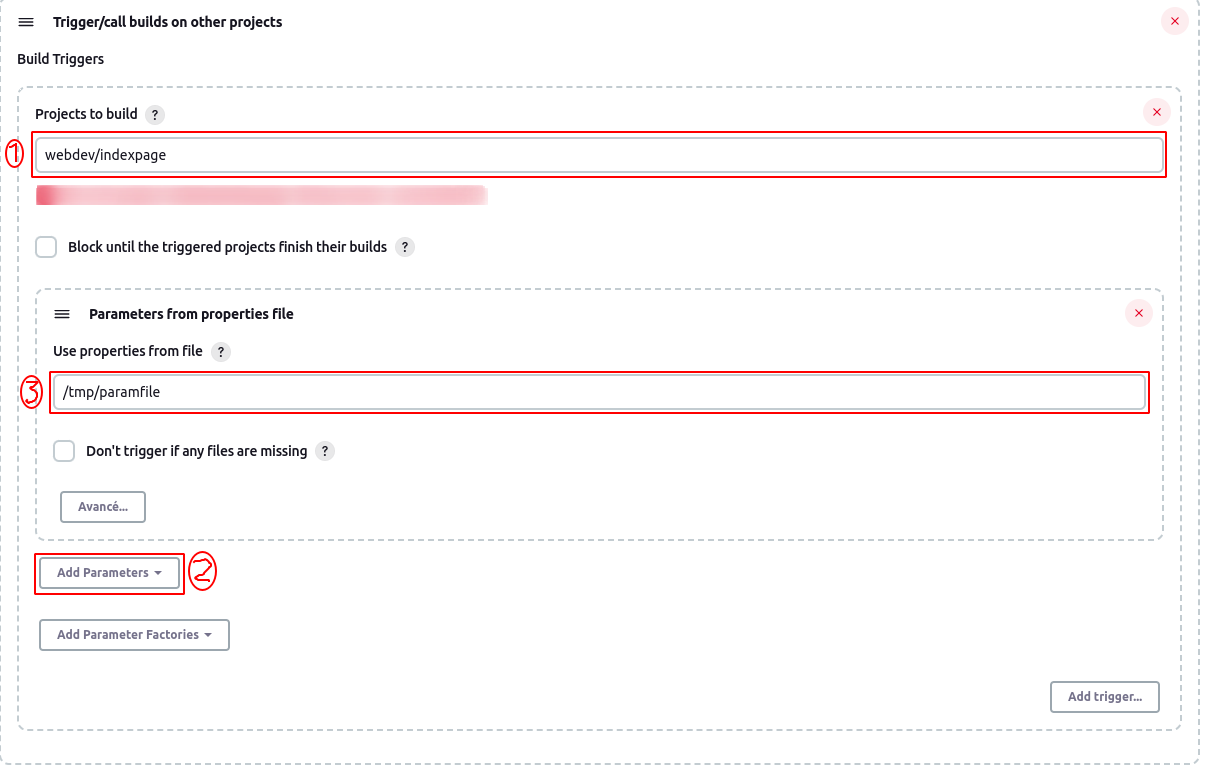 Trigger/call builds on other projects
Build Triggers
Projects to build ?
1
webdev/indexpage
Block until the triggered projects finish their builds ?
Parameters from properties file
Use properties from file ?
3
/tmp/paramfile
Don't trigger if any files are missing ?
Avancé...
Add Parameters
2
Add Parameter Factories
Add trigger...